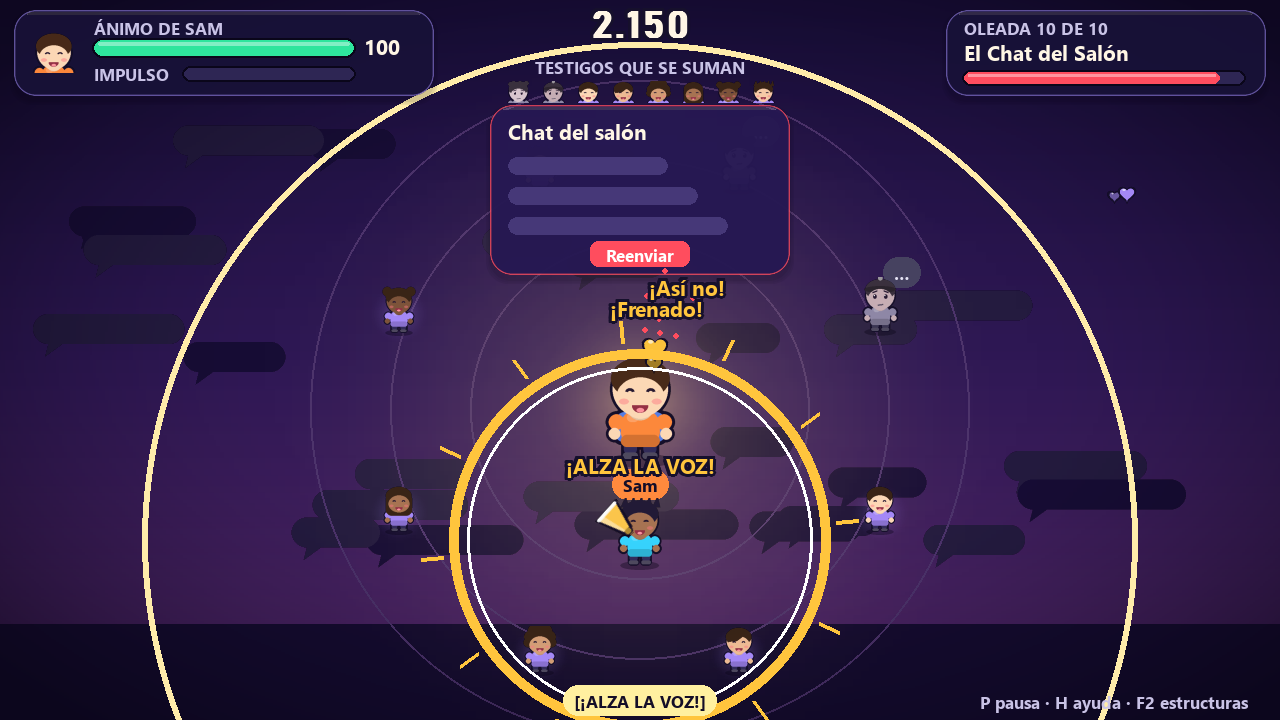 ÁNIMO DE SAM
100
IMPULSO
2.150
TESTIGOS QUE SE SUMAN
OLEADA 10 DE 10
El Chat del Salón
Chat del salón
Reenviar
...
¡Así no!
¡Frenado!
¡ALZA LA VOZ!
Sam
[¡ALZA LA VOZ!]
P pausa · H ayuda · F2 estructuras